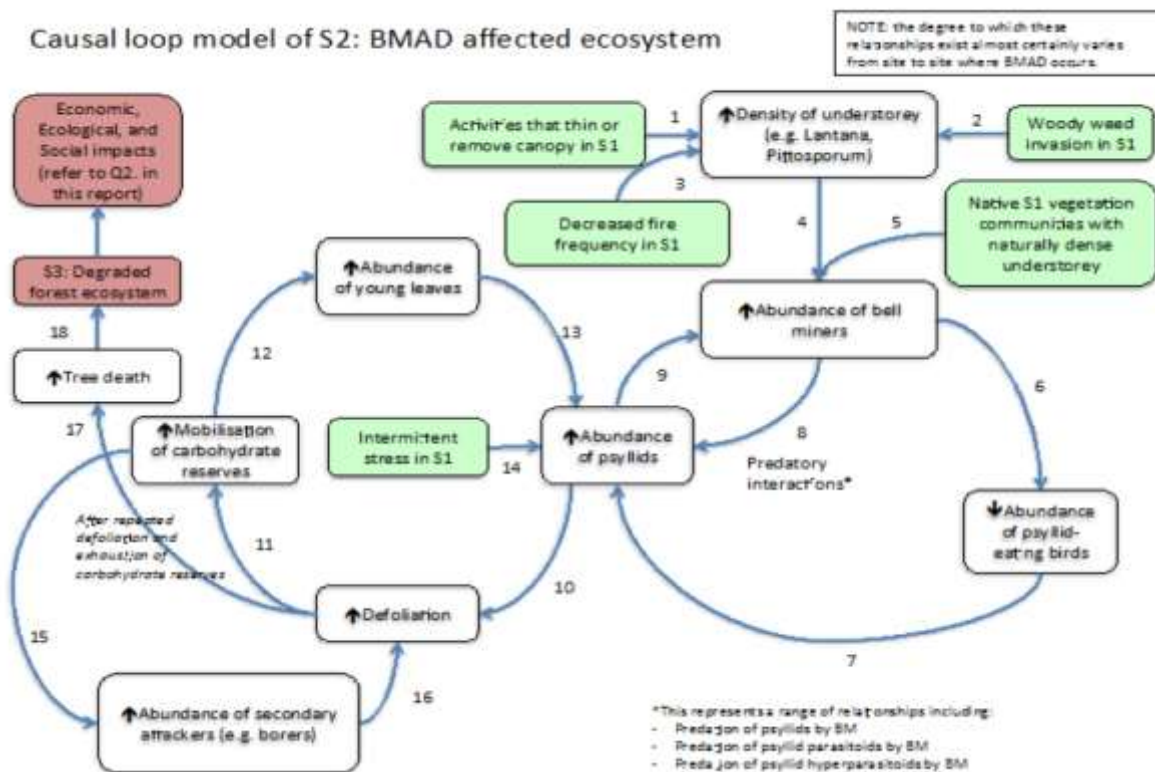 Causal loop model of S2: BMAD affected ecosystem
NOTE: the degree to which these
relationships exist almost certainly varies
from site to site where BMAD occurs.
Economic,
Ecological, and
Social impacts
(refer to Q2. in
this report)
Activities that thin or
remove canopy in S1
1
↑Density of understorey
(e.g. Lantana,
Pittosporum)
2
Woody weed
invasion in S1
3
Decreased fire
frequency in S1
4
5
Native S1 vegetation
communities with
naturally dense
understorey
S3: Degraded
forest ecosystem
↑Abundance
of young leaves
↑Abundance of bell
miners
18
12
13
9
6
↑Tree death
17
↑Mobilisation
of carbohydrate
reserves
Intermittent
stress in S1
14
↑Abundance
of psyllids
8
Predatory
interactions*
↓Abundance
of psyllid-
eating birds
After repeated
defoliation and
exhaustion of
carbohydrate reserves
11
10
↑Defoliation
15
7
16
↑Abundance of secondary
attackers (e.g. borers)
*This represents a range of relationships including:
- Predation of psyllids by BM
- Predation of psyllid parasitoids by BM
- Predation of psyllid hyperparasitoids by BM